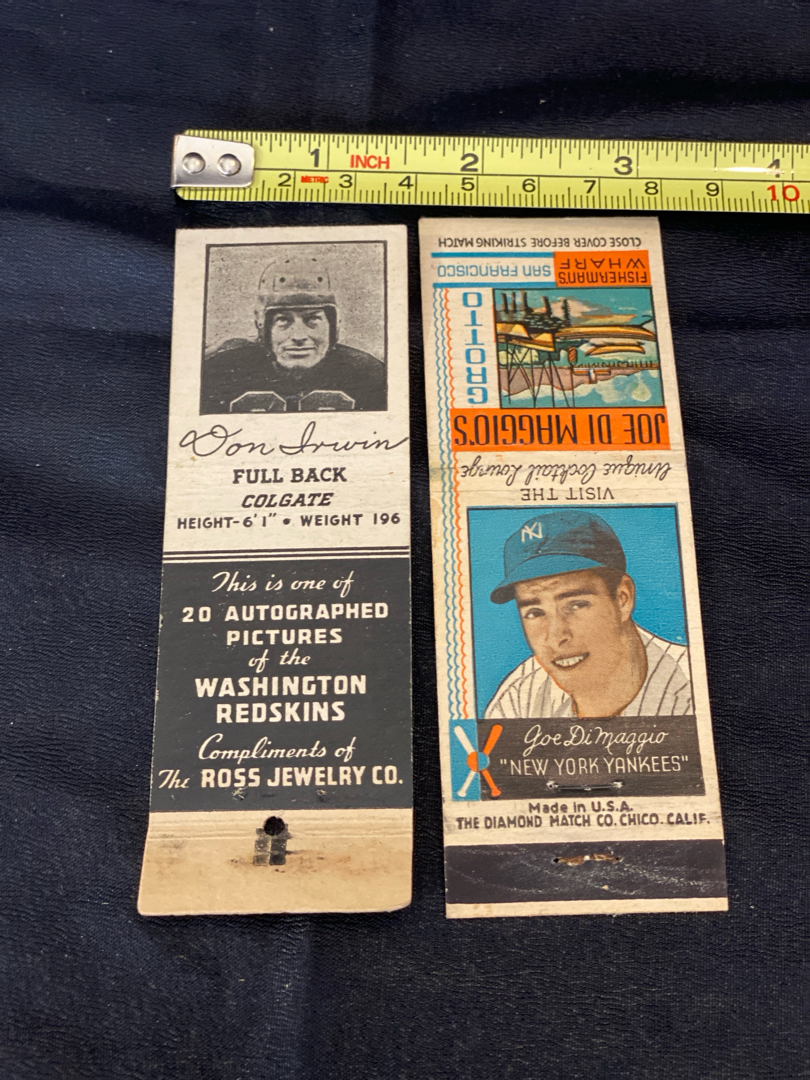 1 INCH 2 3 4
2 METRIC 3 4 5 6 7 8 9 10
Don Irwin
FULL BACK
COLGATE
HEIGHT-6'1" • WEIGHT 196
This is one of
20 AUTOGRAPHED
PICTURES
of the
WASHINGTON
REDSKINS
Compliments of
The ROSS JEWELRY CO.
CLOSE COVER BEFORE STRIKING MATCH
FISHERMAN'S
WHARF
SAN FRANCISCO
GROTTO
JOE DI MAGGIO'S
Unique Cocktail Lounge
VISIT THE
NY
Joe Di Maggio
"NEW YORK YANKEES"
Made in U.S.A.
THE DIAMOND MATCH CO. CHICO. CALIF.